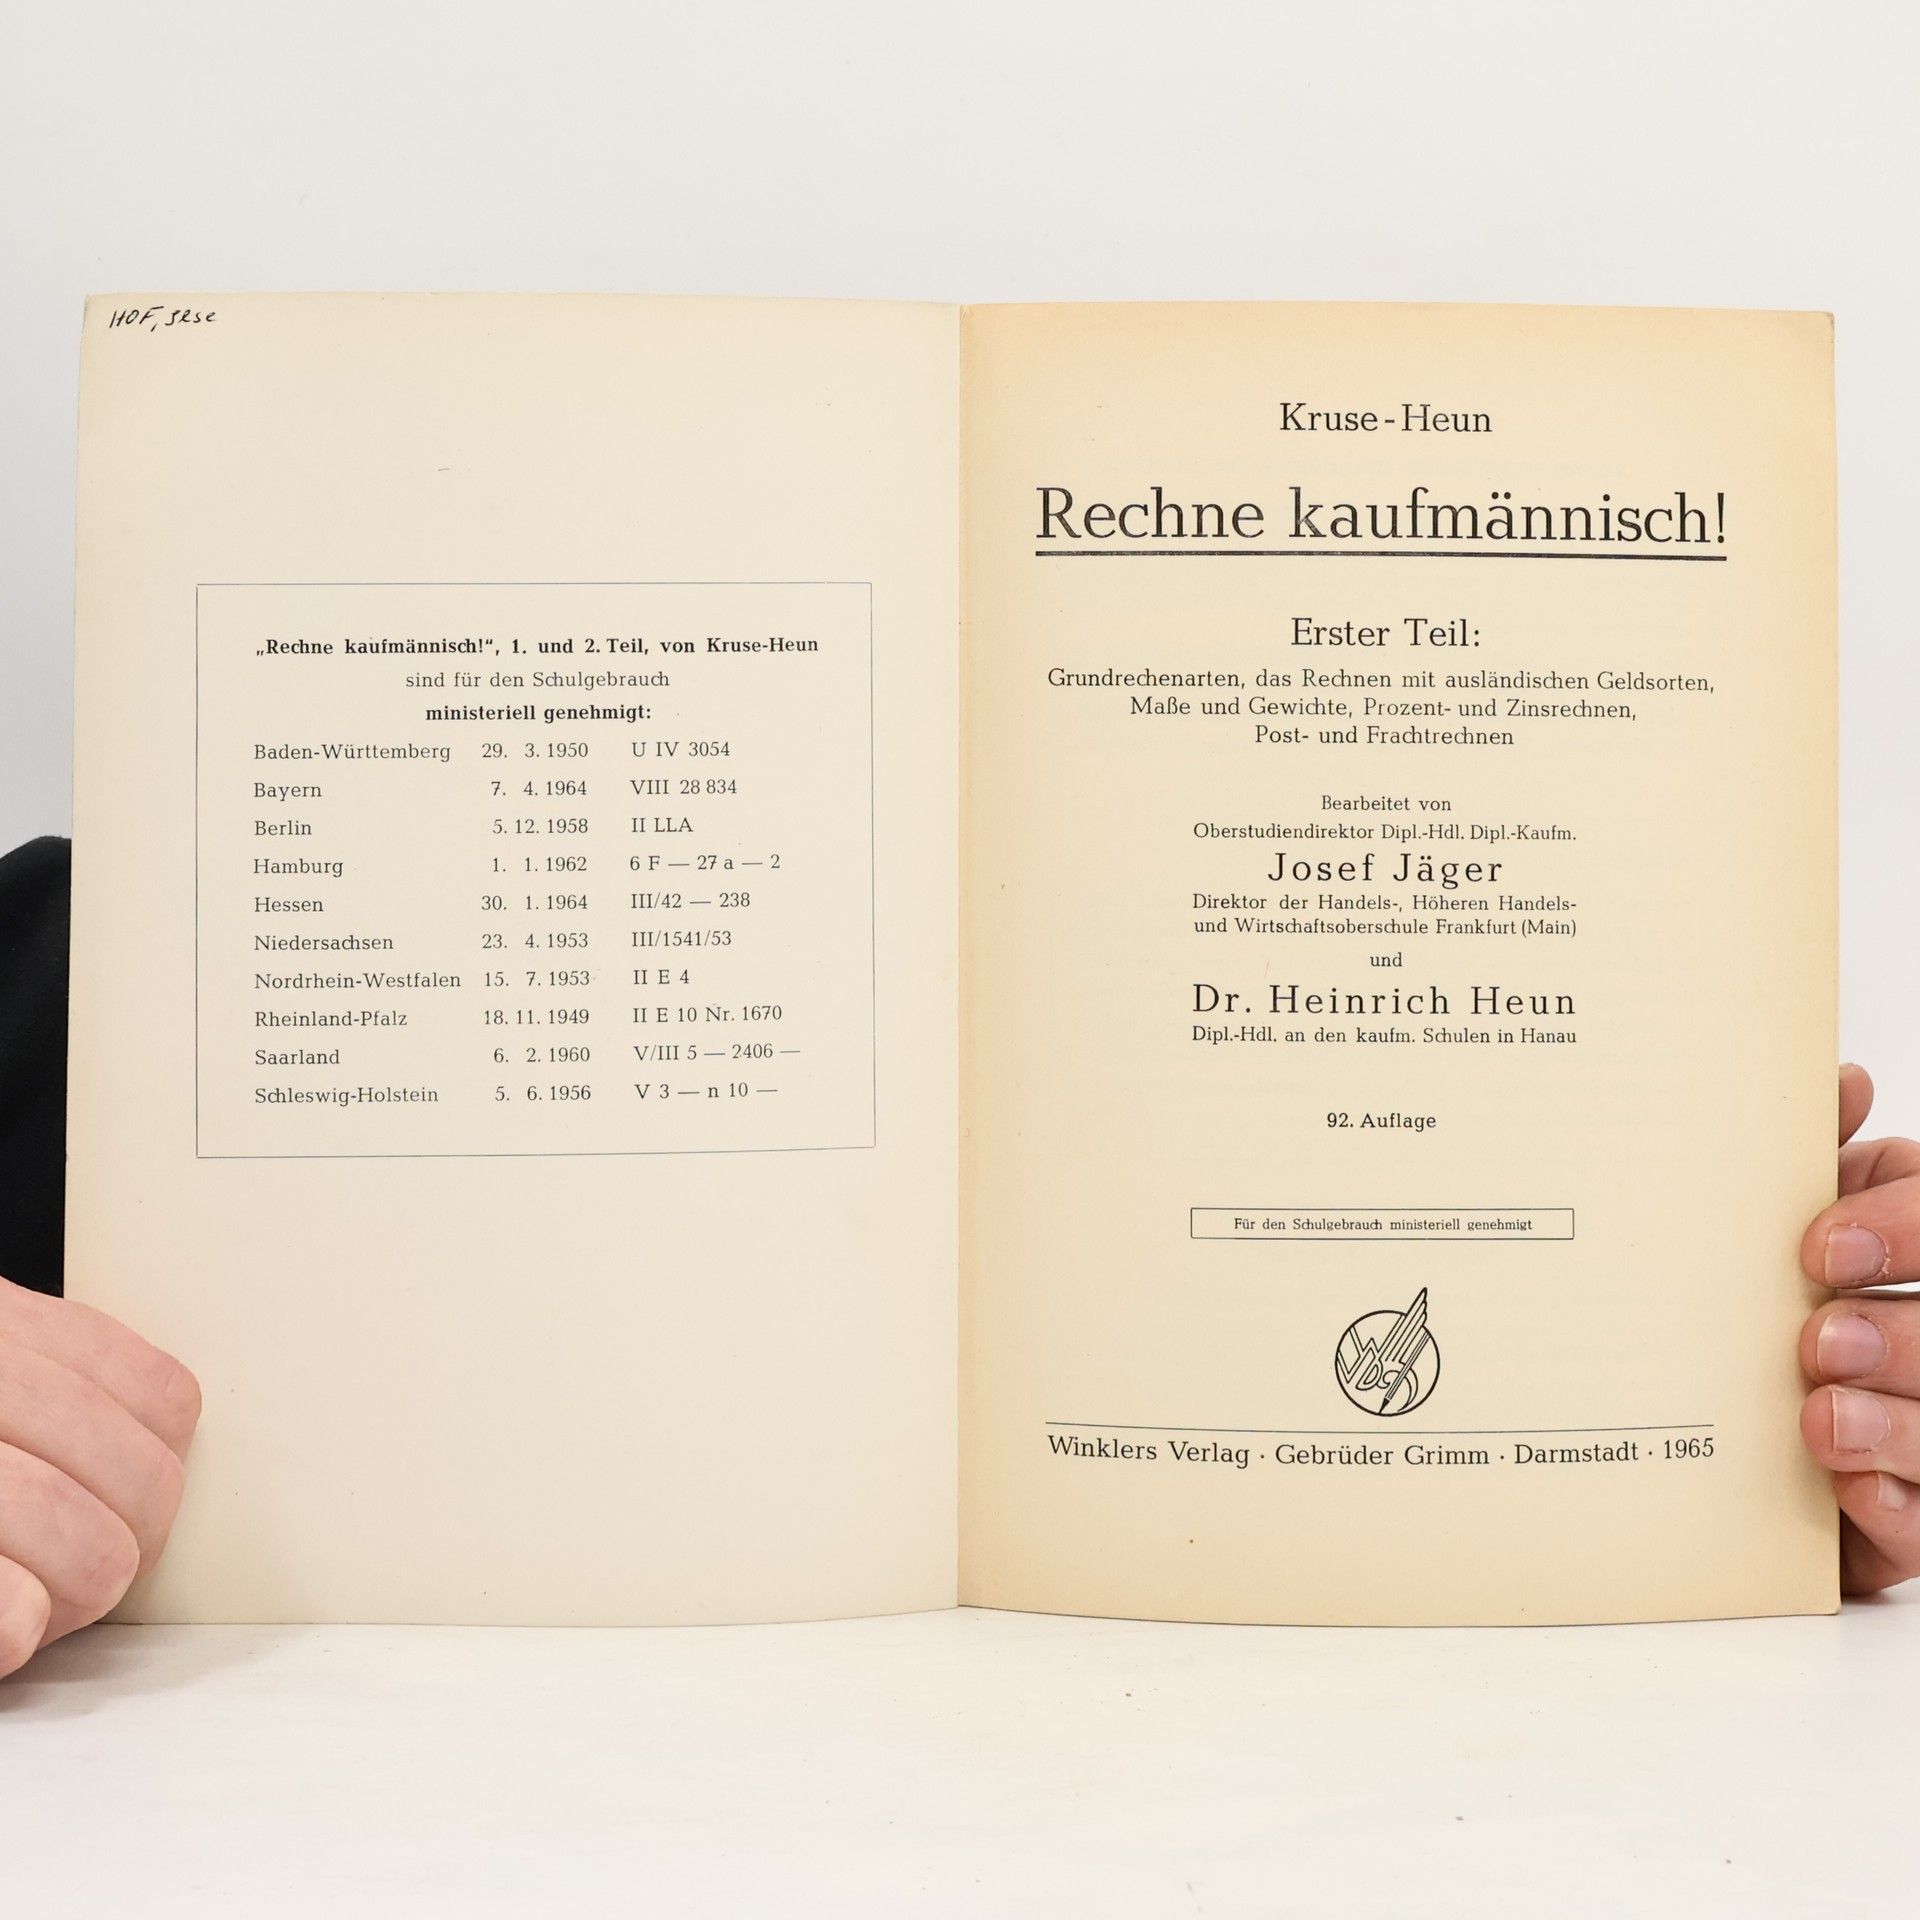 HOF, Ilse
„Rechne kaufmännisch!“, 1. und 2. Teil, von Kruse-Heun
sind für den Schulgebrauch
ministeriell genehmigt:
Baden-Württemberg 29. 3. 1950 U IV 3054
Bayern 7. 4. 1964 VIII 28 834
Berlin 5. 12. 1958 II LLA
Hamburg 1. 1. 1962 6 F — 27 a — 2
Hessen 30. 1. 1964 III/42 — 238
Niedersachsen 23. 4. 1953 III/1541/53
Nordrhein-Westfalen 15. 7. 1953 II E 4
Rheinland-Pfalz 18. 11. 1949 II E 10 Nr. 1670
Saarland 6. 2. 1960 V/III 5 — 2406 —
Schleswig-Holstein 5. 6. 1956 V 3 — n 10 —
Kruse-Heun
Rechne kaufmännisch!
Erster Teil:
Grundrechenarten, das Rechnen mit ausländischen Geldsorten,
Maße und Gewichte, Prozent- und Zinsrechnen,
Post- und Frachtrechnen
Bearbeitet von
Oberstudiendirektor Dipl.-Hdl. Dipl.-Kaufm.
Josef Jäger
Direktor der Handels-, Höheren Handels-
und Wirtschaftsoberschule Frankfurt (Main)
und
Dr. Heinrich Heun
Dipl.-Hdl. an den kaufm. Schulen in Hanau
92. Auflage
Für den Schulgebrauch ministeriell genehmigt
Winklers Verlag · Gebrüder Grimm · Darmstadt · 1965